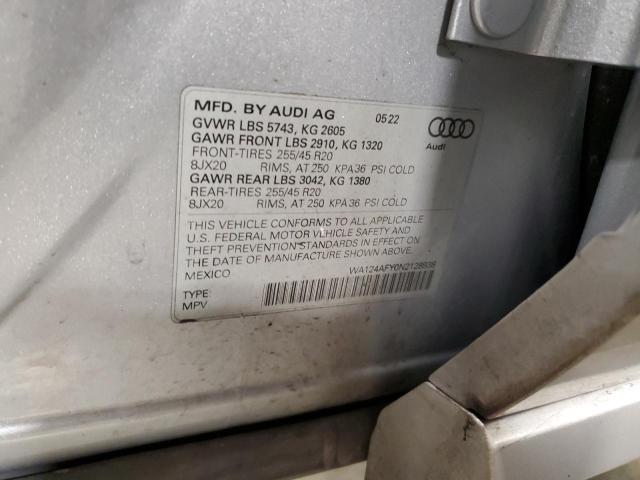 MFD. BY AUDI AG 05 22
GVWR LBS 5743, KG 2605
GAWR FRONT LBS 2910, KG 1320
FRONT-TIRES 255/45 R20
8JX20 RIMS, AT 250 KPA36 PSI COLD
GAWR REAR LBS 3042, KG 1380
REAR-TIRES 255/45 R20
8JX20 RIMS, AT 250 KPA36 PSI COLD
Audi
THIS VEHICLE CONFORMS TO ALL APPLICABLE
U.S. FEDERAL MOTOR VEHICLE SAFETY AND
THEFT PREVENTION STANDARDS IN EFFECT ON
THE DATE OF MANUFACTURE SHOWN ABOVE.
MEXICO
WA124AFY0N2128938
TYPE:
MPV